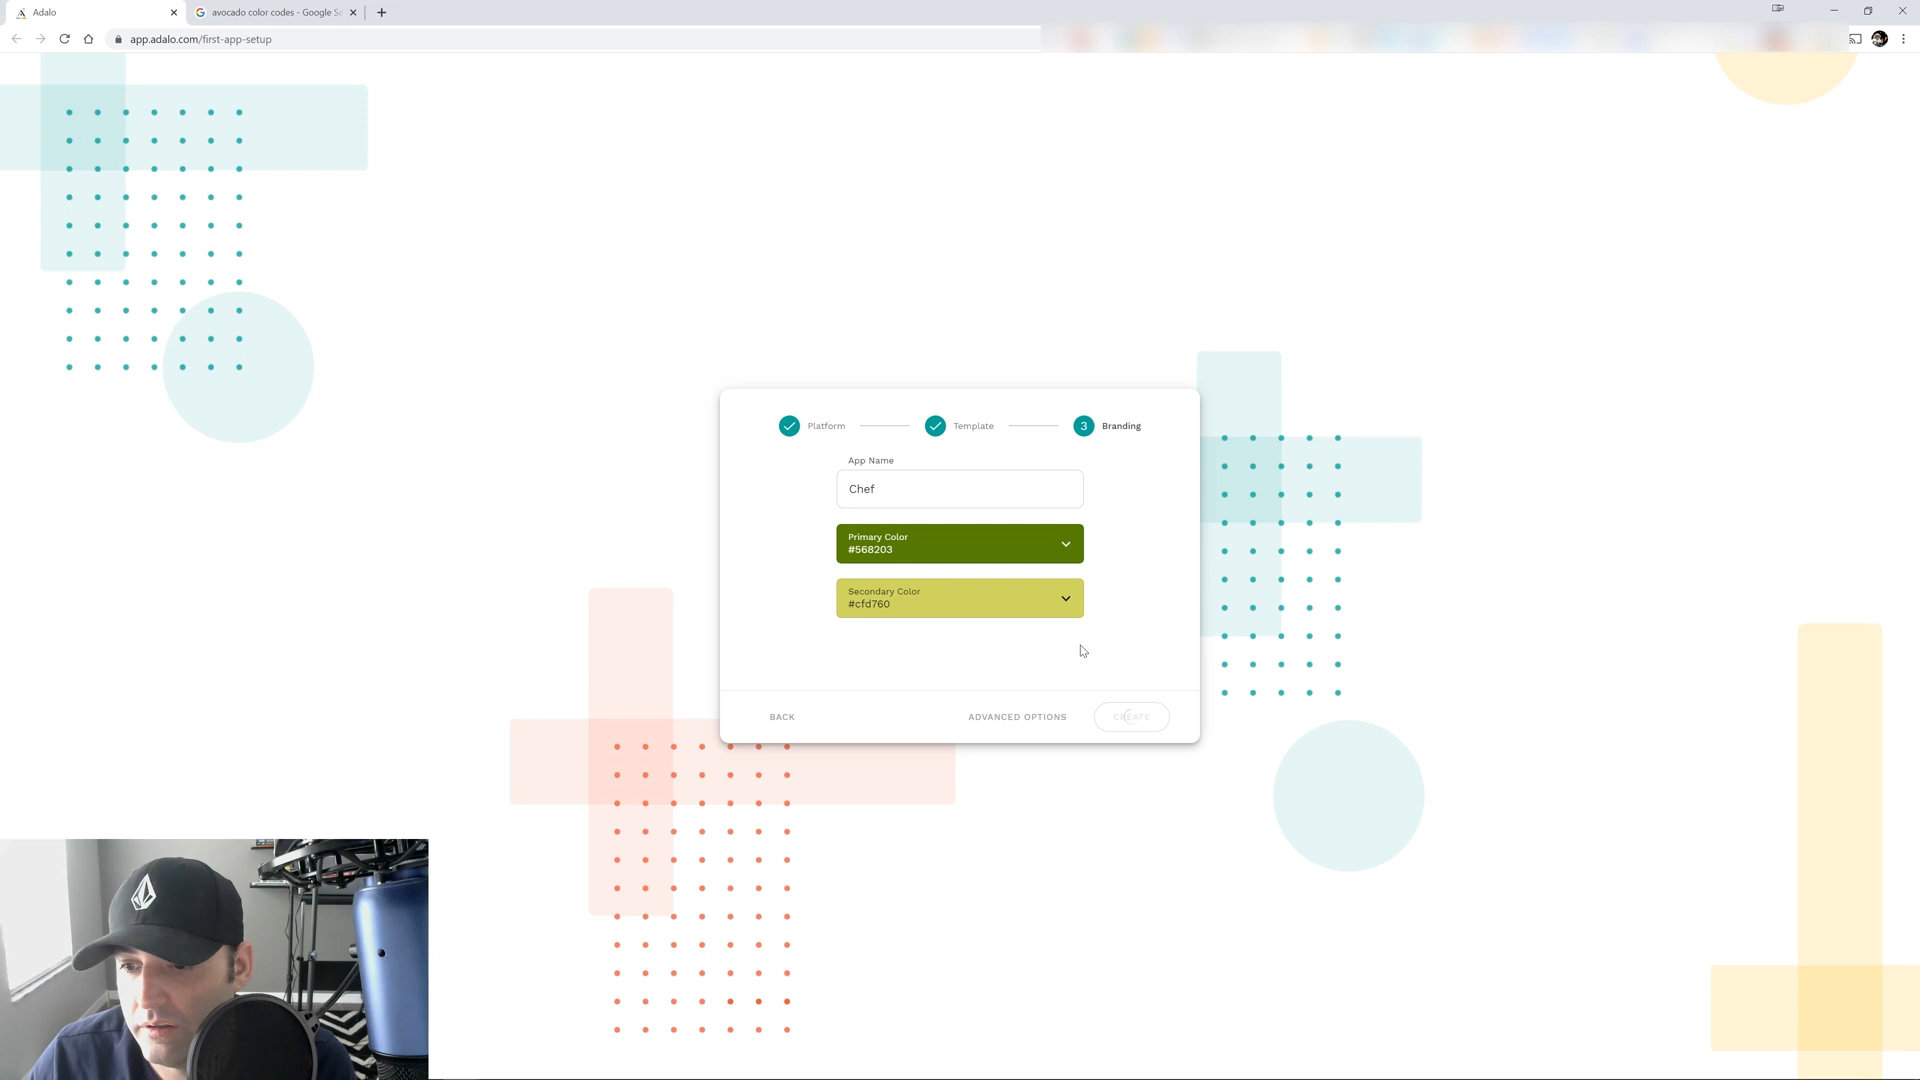 Adalo
avocado color codes - Google Se
app.adalo.com/first-app-setup
Platform
Template
3 Branding
App Name
Chef
Primary Color
#568203
Secondary Color
#cfd760
BACK
ADVANCED OPTIONS
CREATE